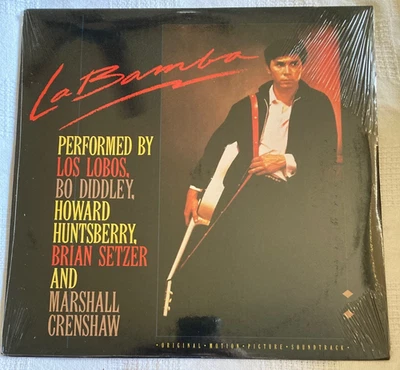 La Bamba
PERFORMED BY
LOS LOBOS,
BO DIDDLEY,
HOWARD
HUNTSBERRY,
BRIAN SETZER
AND
MARSHALL
CRENSHAW
• ORIGINAL • MOTION • PICTURE • SOUNDTRACK •